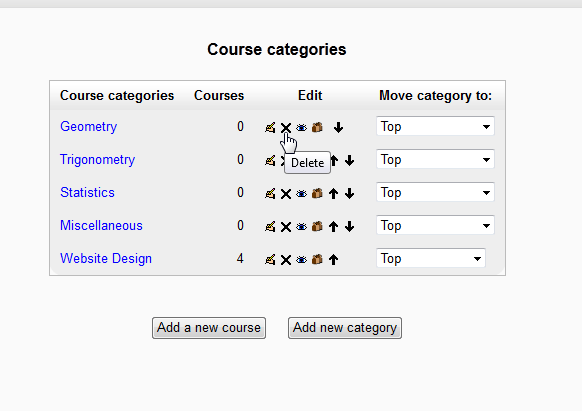 Course categories
Course categories Courses Edit Move category to:
Geometry 0 Top
Trigonometry 0 Top
Delete
Statistics 0 Top
Miscellaneous 0 Top
Website Design 4 Top
Add a new course Add new category